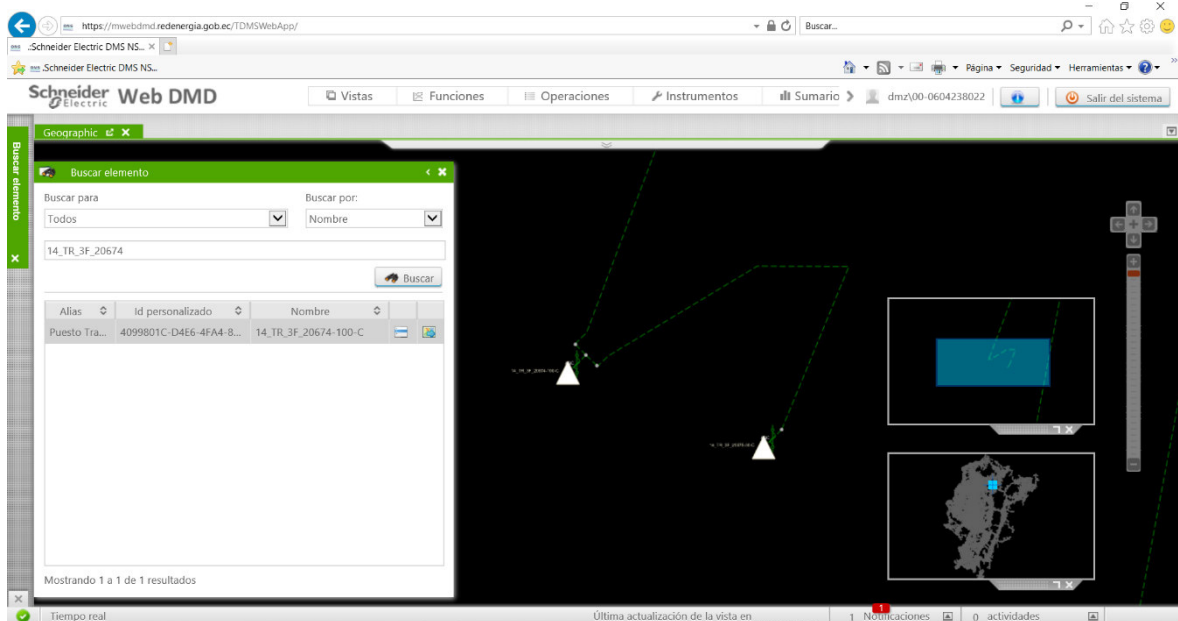 https://mwebdmd.redenergia.gob.ec/TDMSWebApp/
Buscar...
.:Schneider Electric DMS NS...
.Schneider Electric DMS NS...
Página
Seguridad
Herramientas
Schneider Electric Web DMD
Vistas
Funciones
Operaciones
Instrumentos
Sumario
dmz\00-0604238022
Salir del sistema
Geographic
Buscar elemento
Buscar elemento
Buscar para
Buscar por:
Todos
Nombre
14_TR_3F_20674
Buscar
Alias Id personalizado Nombre
Puesto Tra... 4099801C-D4E6-4FA4-8... 14_TR_3F_20674-100-C
14_TR_3F_20674-100-C
Mostrando 1 a 1 de 1 resultados
Tiempo real
Última actualización de la vista en
1 Notificaciones
1
0 actividades